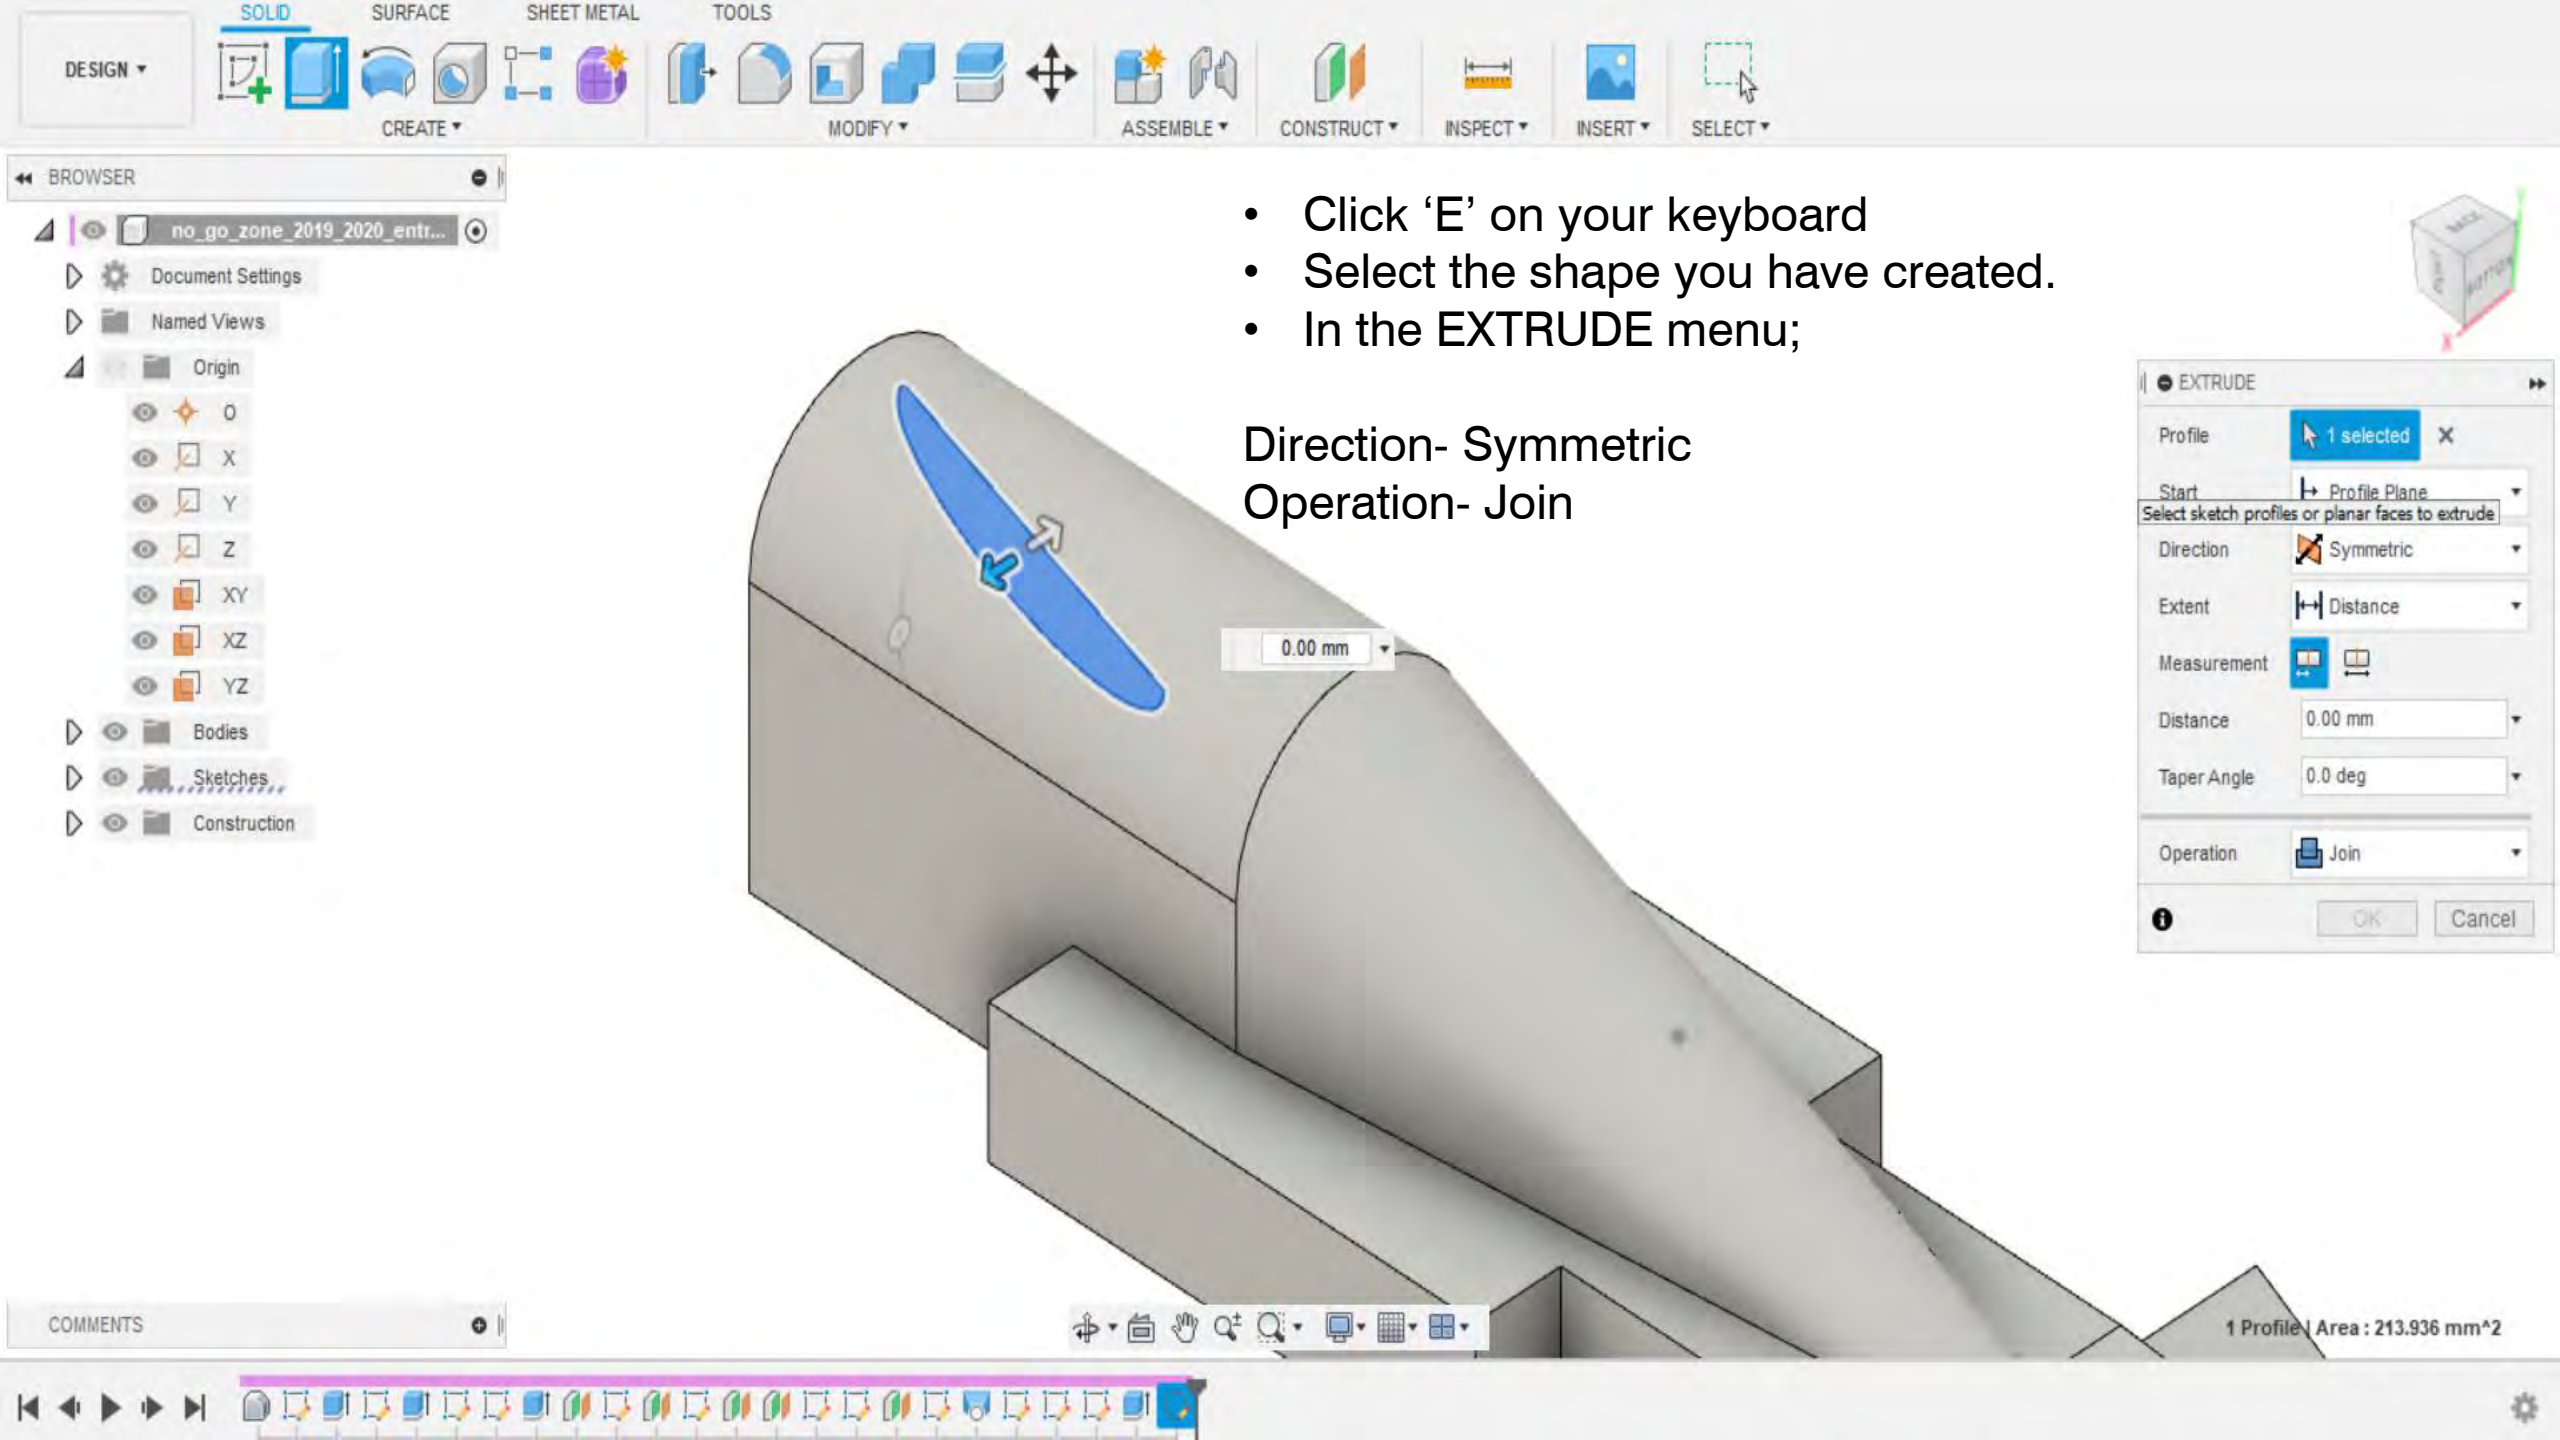 SOLID SURFACE SHEET METAL TOOLS
DESIGN ▾
CREATE ▾ MODIFY ▾ ASSEMBLE ▾ CONSTRUCT ▾ INSPECT ▾ INSERT ▾ SELECT ▾
BROWSER
no_go_zone_2019_2020_entr...
Document Settings
Named Views
Origin
O
X
Y
Z
XY
XZ
YZ
Bodies
Sketches
Construction
• Click ‘E’ on your keyboard
• Select the shape you have created.
• In the EXTRUDE menu;
Direction- Symmetric
Operation- Join
0.00 mm
BACK
BOTTOM
X
EXTRUDE
Profile 1 selected
Start Profile Plane
Select sketch profiles or planar faces to extrude
Direction Symmetric
Extent Distance
Measurement
Distance 0.00 mm
Taper Angle 0.0 deg
Operation Join
OK Cancel
COMMENTS
1 Profile | Area : 213.936 mm^2